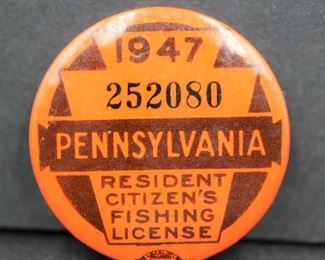 1947
252080
PENNSYLVANIA
RESIDENT
CITIZEN'S
FISHING
LICENSE